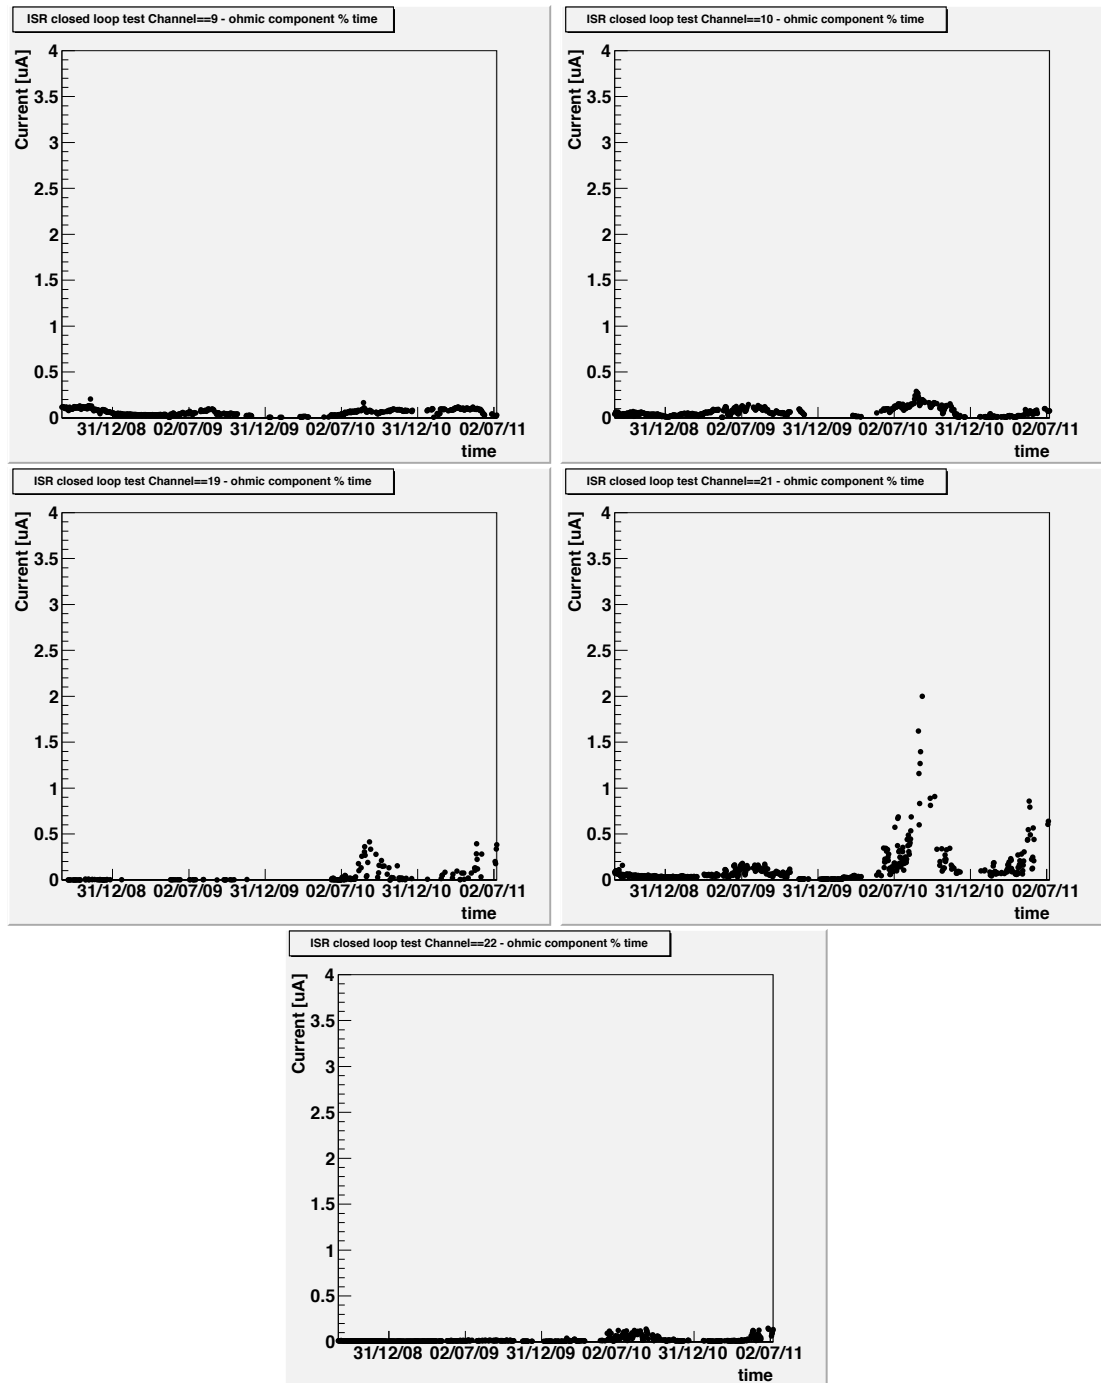 ISR closed loop test Channel==9 - ohmic component % time
Current [uA]
4
3.5
3
2.5
2
1.5
1
0.5
0
31/12/08 02/07/09 31/12/09 02/07/10 31/12/10 02/07/11
time
ISR closed loop test Channel==10 - ohmic component % time
Current [uA]
4
3.5
3
2.5
2
1.5
1
0.5
0
31/12/08 02/07/09 31/12/09 02/07/10 31/12/10 02/07/11
time
ISR closed loop test Channel==19 - ohmic component % time
Current [uA]
4
3.5
3
2.5
2
1.5
1
0.5
0
31/12/08 02/07/09 31/12/09 02/07/10 31/12/10 02/07/11
time
ISR closed loop test Channel==21 - ohmic component % time
Current [uA]
4
3.5
3
2.5
2
1.5
1
0.5
0
31/12/08 02/07/09 31/12/09 02/07/10 31/12/10 02/07/11
time
ISR closed loop test Channel==22 - ohmic component % time
Current [uA]
4
3.5
3
2.5
2
1.5
1
0.5
0
31/12/08 02/07/09 31/12/09 02/07/10 31/12/10 02/07/11
time